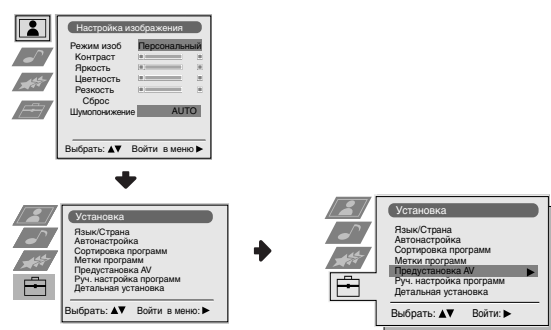 Настройка изображения
Режим изоб Персональный
Контраст
Яркость
Цветность
Резкость
Сброс
Шумопонижение AUTO
Выбрать: ▲▼ Войти в меню ▶
Установка
Язык/Страна
Автонастройка
Сортировка программ
Метки программ
Предустановка AV
Руч. настройка программ
Детальная установка
Выбрать: ▲▼ Войти в меню: ▶
Установка
Язык/Страна
Автонастройка
Сортировка программ
Метки программ
Предустановка AV ▶
Руч. настройка программ
Детальная установка
Выбрать: ▲▼ Войти: ▶